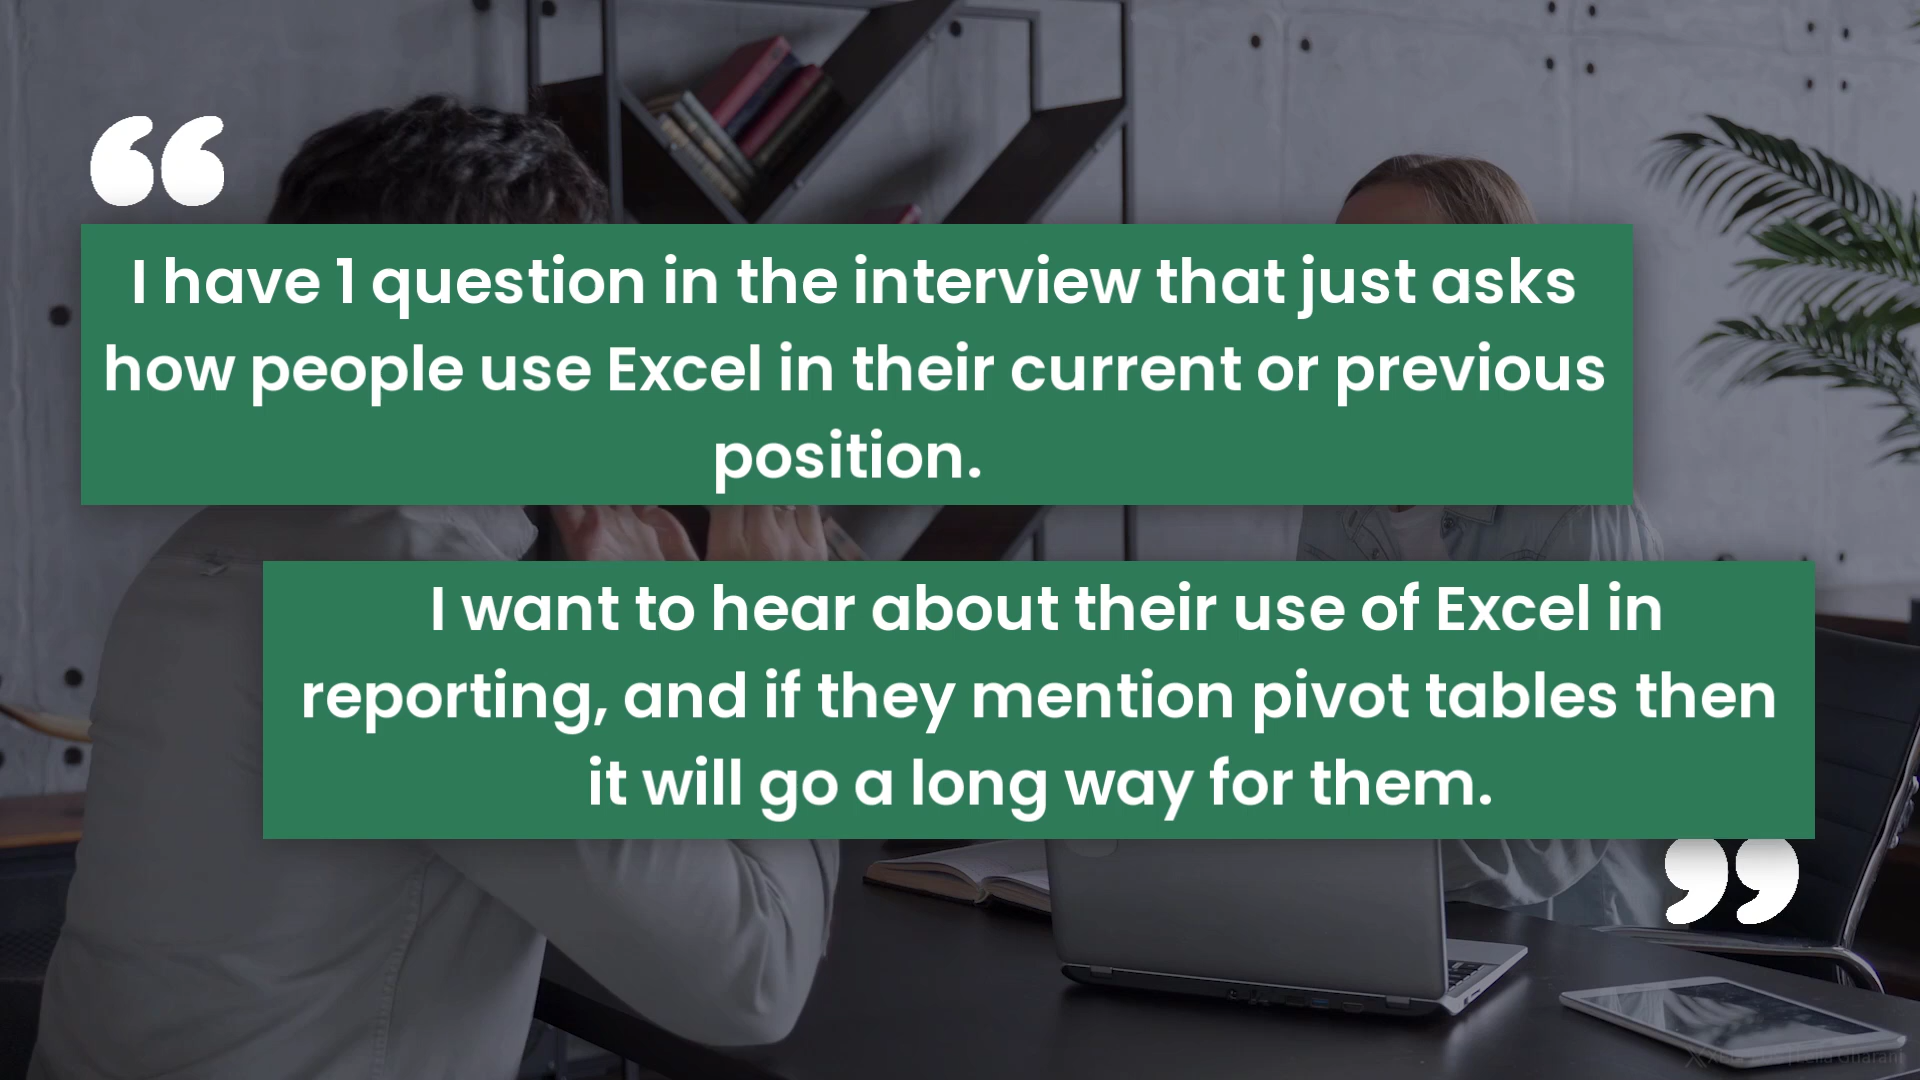 “
I have 1 question in the interview that just asks
how people use Excel in their current or previous
position.
I want to hear about their use of Excel in
reporting, and if they mention pivot tables then
it will go a long way for them.
”